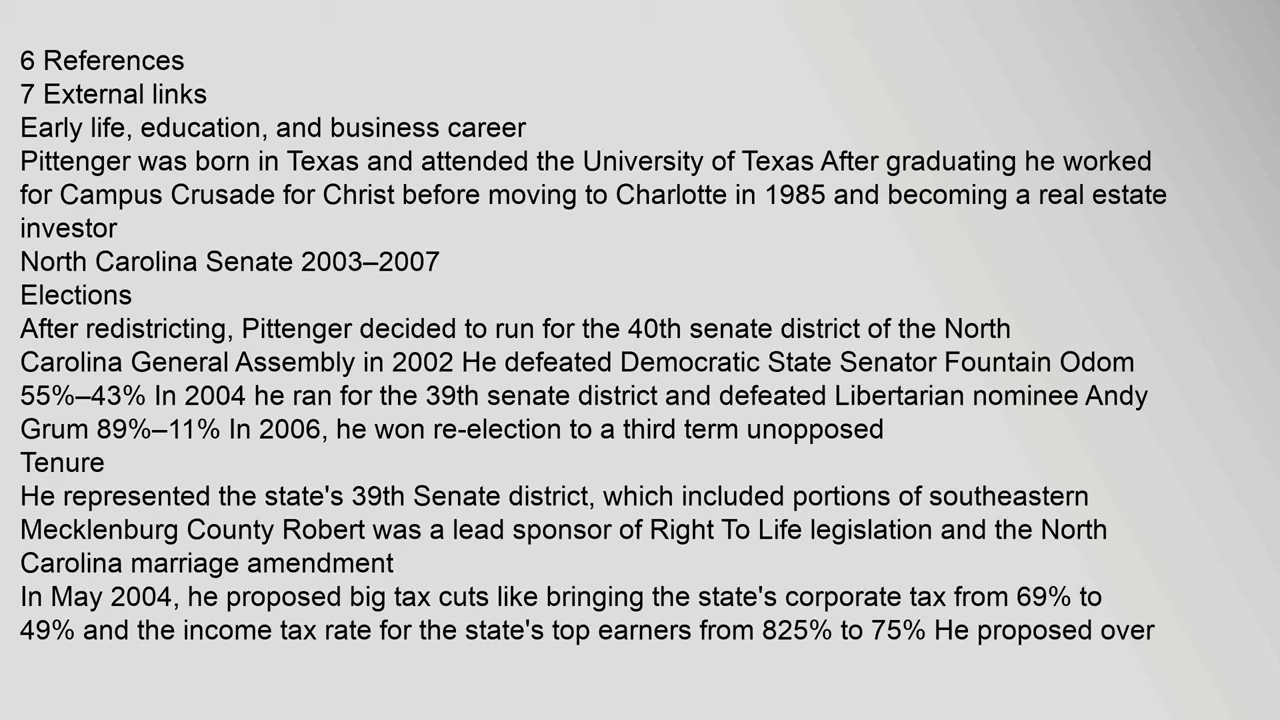 6 References
7 External links
Early life, education, and business career
Pittenger was born in Texas and attended the University of Texas After graduating he worked
for Campus Crusade for Christ before moving to Charlotte in 1985 and becoming a real estate
investor
North Carolina Senate 2003–2007
Elections
After redistricting, Pittenger decided to run for the 40th senate district of the North
Carolina General Assembly in 2002 He defeated Democratic State Senator Fountain Odom
55%–43% In 2004 he ran for the 39th senate district and defeated Libertarian nominee Andy
Grum 89%–11% In 2006, he won re-election to a third term unopposed
Tenure
He represented the state's 39th Senate district, which included portions of southeastern
Mecklenburg County Robert was a lead sponsor of Right To Life legislation and the North
Carolina marriage amendment
In May 2004, he proposed big tax cuts like bringing the state's corporate tax from 69% to
49% and the income tax rate for the state's top earners from 825% to 75% He proposed over